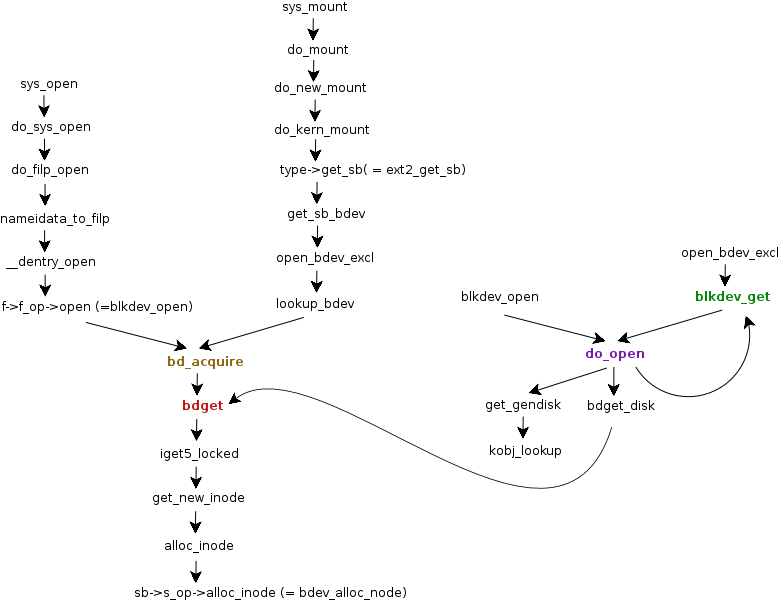 sys_mount
do_mount
sys_open
do_new_mount
do_sys_open
do_kern_mount
do_filp_open
type->get_sb( = ext2_get_sb)
nameidata_to_filp
get_sb_bdev
__dentry_open
open_bdev_excl
open_bdev_excl
f->f_op->open (=blkdev_open)
lookup_bdev
blkdev_open
blkdev_get
bd_acquire
do_open
bdget
get_gendisk
bdget_disk
iget5_locked
kobj_lookup
get_new_inode
alloc_inode
sb->s_op->alloc_inode (= bdev_alloc_node)